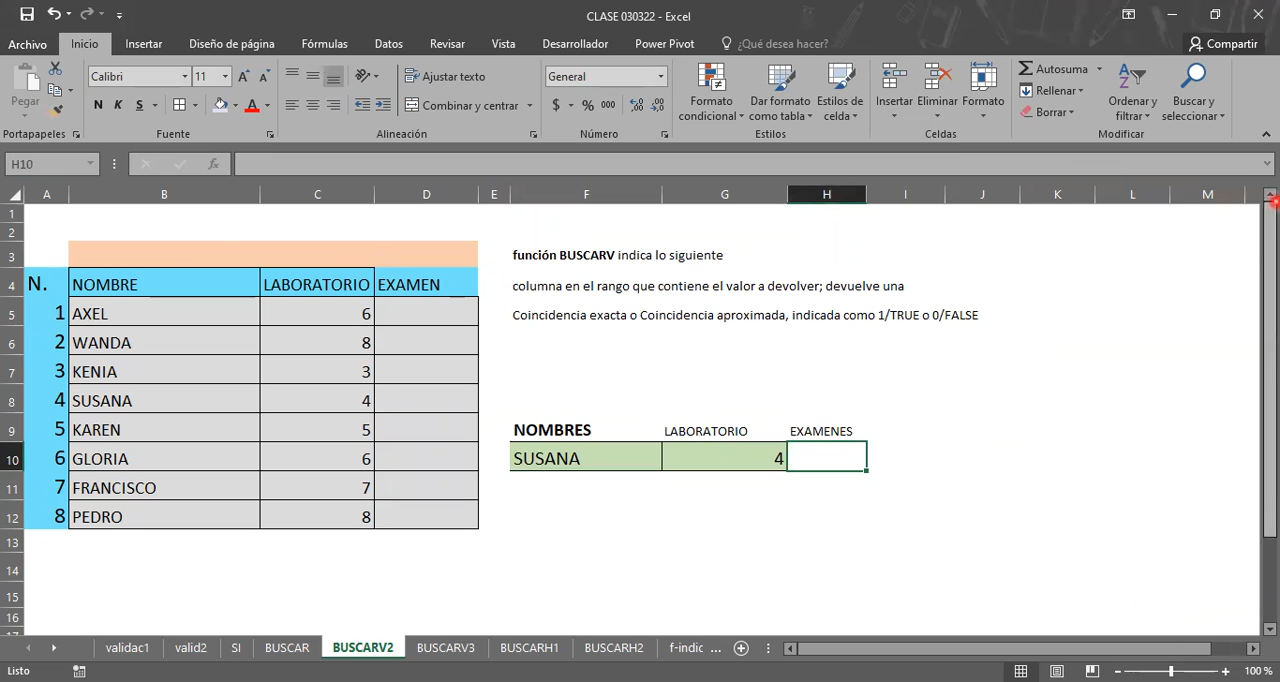 CLASE 030322 - Excel
Archivo Inicio Insertar Diseño de página Fórmulas Datos Revisar Vista Desarrollador Power Pivot ¿Qué desea hacer? Compartir
Pegar
Portapapeles
Calibri 11
N K S
Fuente
Ajustar texto
Combinar y centrar
Alineación
General
$ % 000
Número
Formato condicional
Dar formato como tabla
Estilos de celda
Estilos
Insertar Eliminar Formato
Celdas
Autosuma
Rellenar
Borrar
Ordenar y filtrar
Buscar y seleccionar
Modificar
H10 fx
A B C D E F G H I J K L M
1
2
3 función BUSCARV indica lo siguiente
4 N. NOMBRE LABORATORIO EXAMEN columna en el rango que contiene el valor a devolver; devuelve una
5 1 AXEL 6 Coincidencia exacta o Coincidencia aproximada, indicada como 1/TRUE o 0/FALSE
6 2 WANDA 8
7 3 KENIA 3
8 4 SUSANA 4
9 5 KAREN 5 NOMBRES LABORATORIO EXAMENES
10 6 GLORIA 6 SUSANA 4
11 7 FRANCISCO 7
12 8 PEDRO 8
13
14
15
16
17
validac1 valid2 SI BUSCAR BUSCARV2 BUSCARV3 BUSCARH1 BUSCARH2 f-indic ...
Listo 100 %